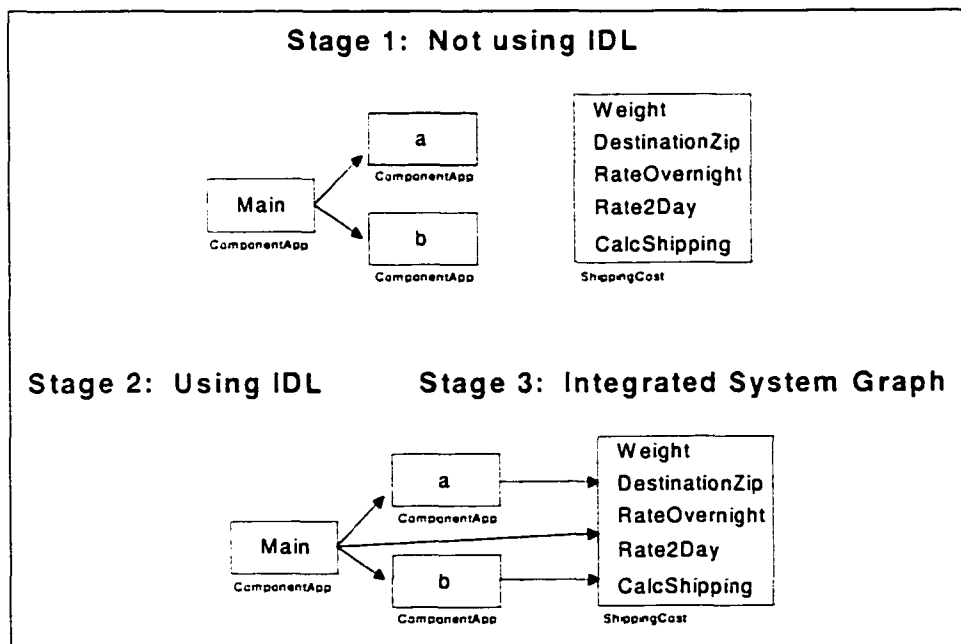 Stage 1: Not using IDL
a
ComponentApp
Main
ComponentApp
b
ComponentApp
Weight
DestinationZip
RateOvernight
Rate2Day
CalcShipping
ShippingCost
Stage 2: Using IDL
Stage 3: Integrated System Graph
a
ComponentApp
Main
ComponentApp
b
ComponentApp
Weight
DestinationZip
RateOvernight
Rate2Day
CalcShipping
ShippingCost